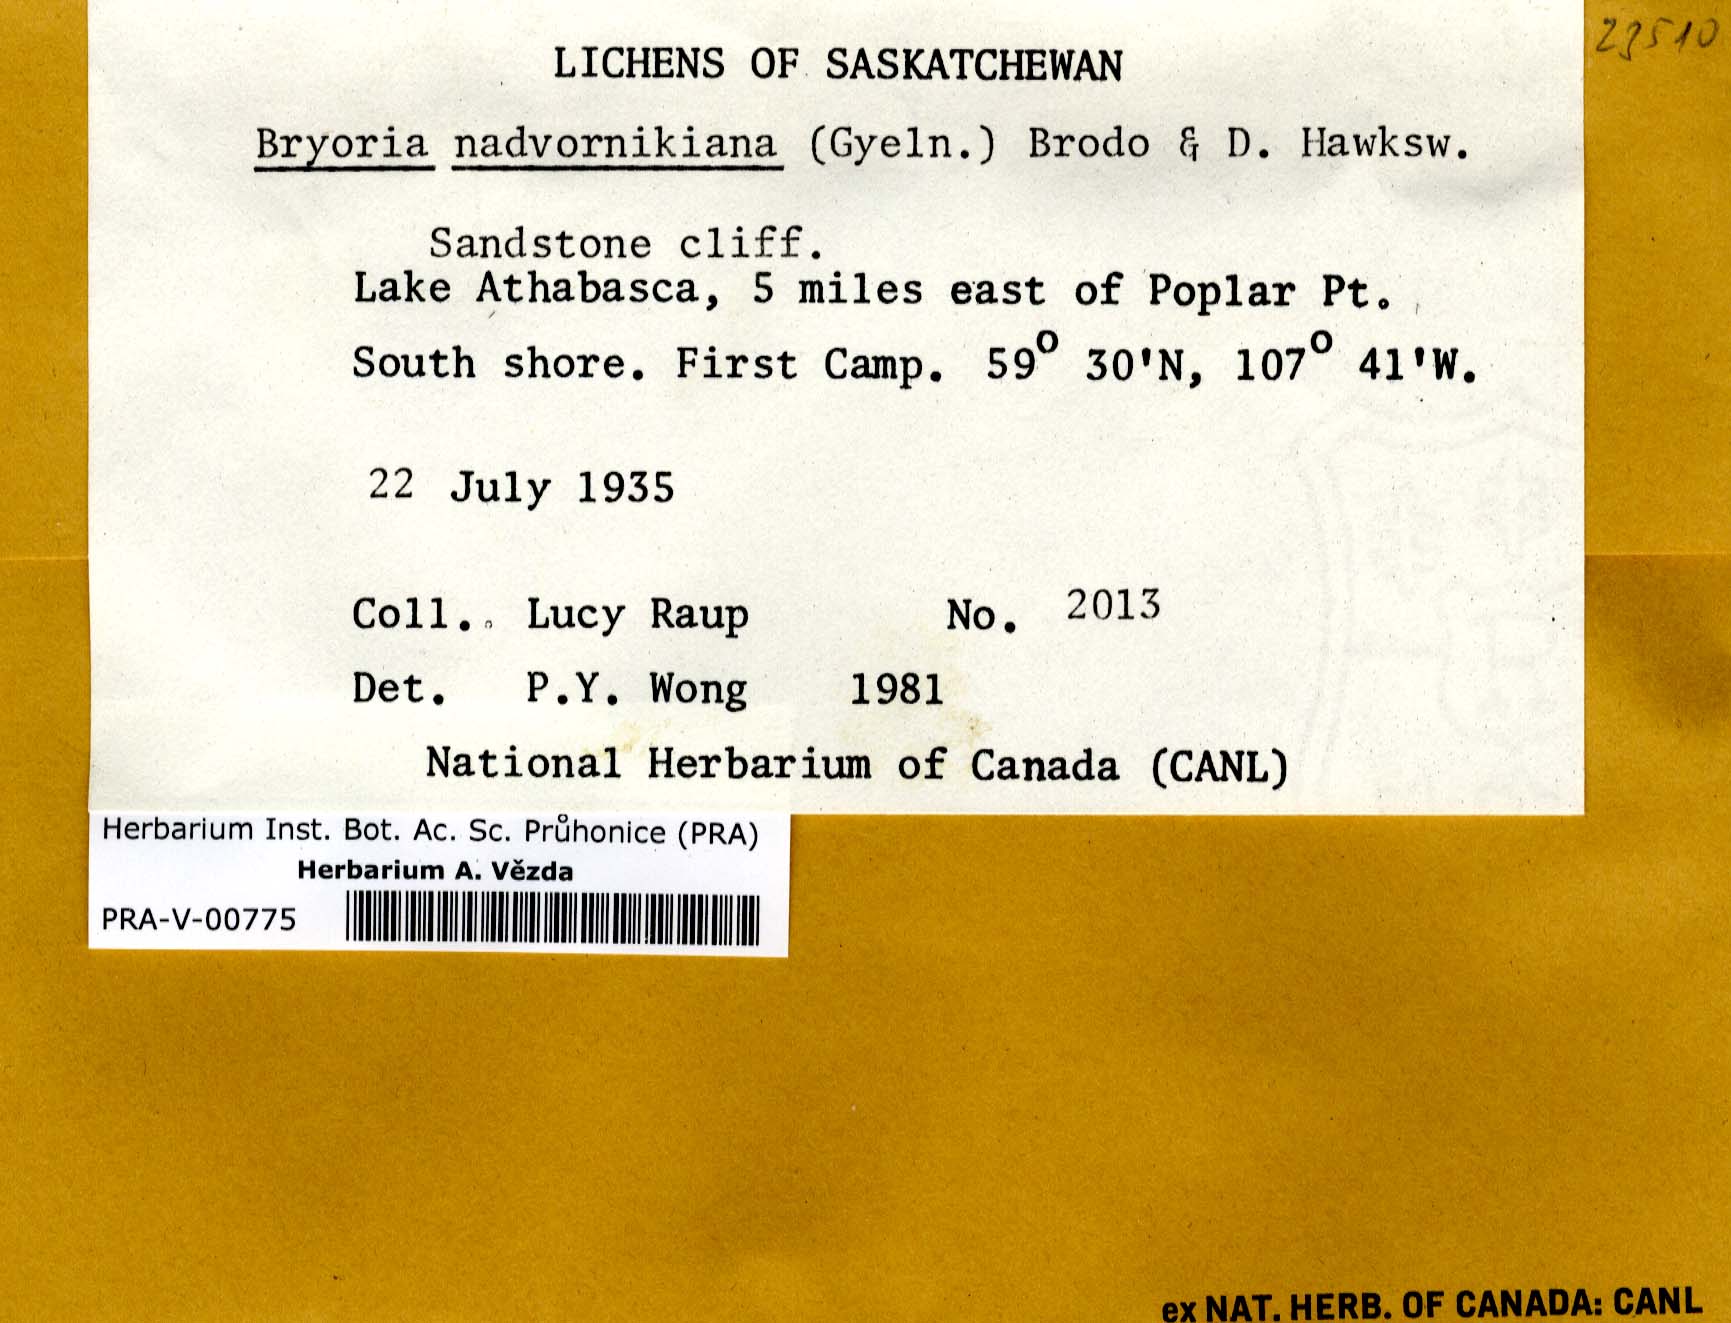 29510
LICHENS OF SASKATCHEWAN
Bryoria nadvornikiana (Gyeln.) Brodo & D. Hawksw.
Sandstone cliff.
Lake Athabasca, 5 miles east of Poplar Pt.
South shore. First Camp. 59° 30'N, 107° 41'W.
22 July 1935
Coll. Lucy Raup No. 2013
Det. P.Y. Wong 1981
National Herbarium of Canada (CANL)
Herbarium Inst. Bot. Ac. Sc. Průhonice (PRA)
Herbarium A. Vězda
PRA-V-00775
ex NAT. HERB. OF CANADA: CANL